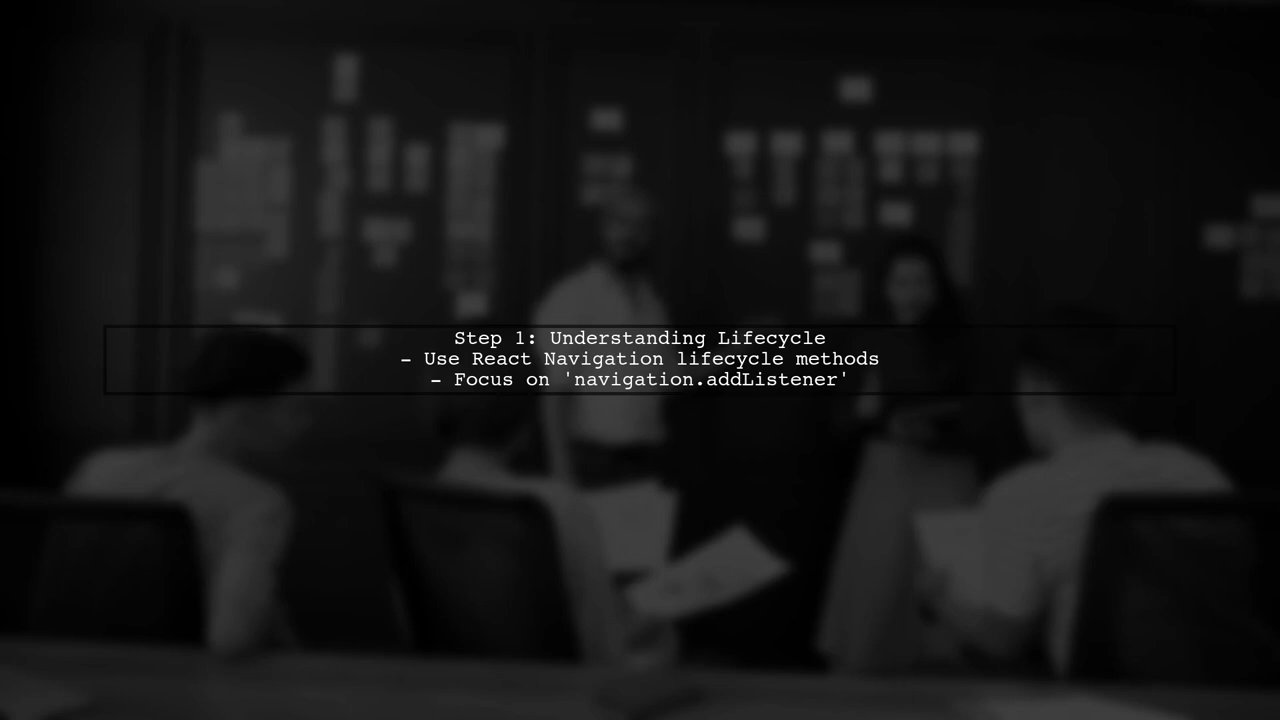 Step 1: Understanding Lifecycle
- Use React Navigation lifecycle methods
- Focus on 'navigation.addListener'